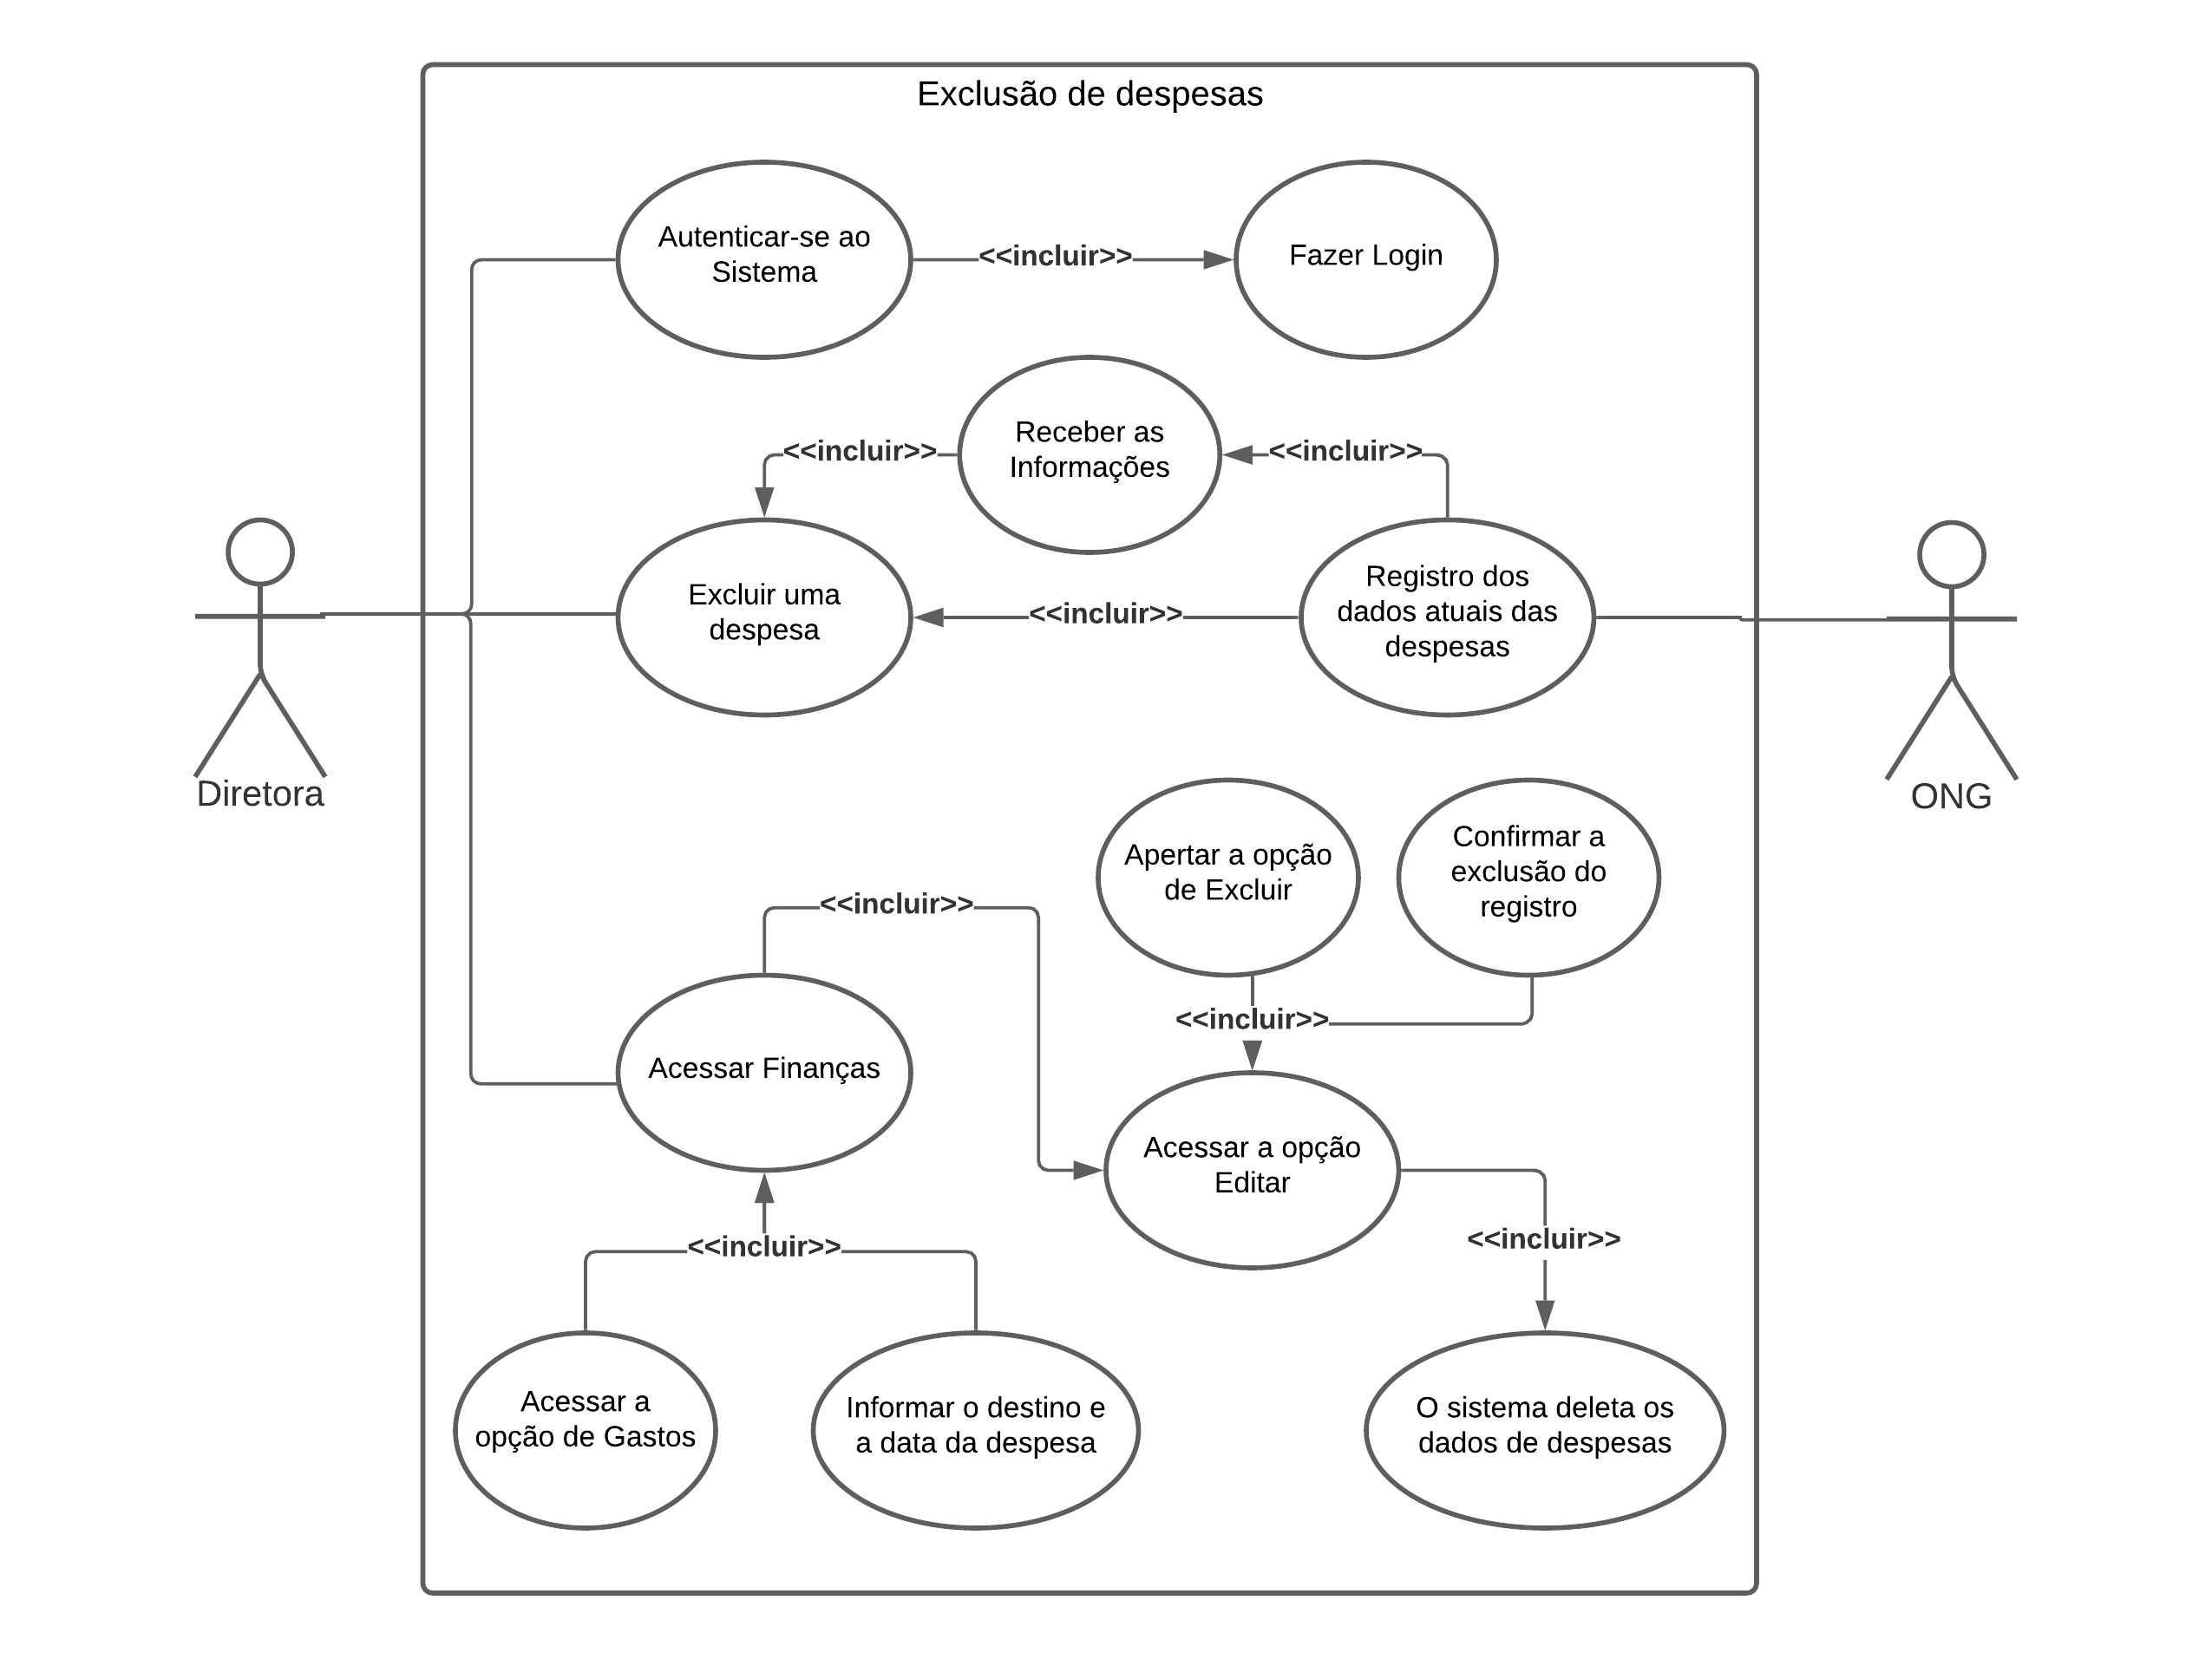 Exclusão de despesas
Autenticar-se ao
Sistema
<<incluir>>
Fazer Login
Receber as
Informações
<<incluir>>
<<incluir>>
Excluir uma
despesa
<<incluir>>
Registro dos
dados atuais das
despesas
Diretora
ONG
Apertar a opção
de Excluir
Confirmar a
exclusão do
registro
<<incluir>>
<<incluir>>
Acessar Finanças
Acessar a opção
Editar
<<incluir>>
<<incluir>>
Acessar a
opção de Gastos
Informar o destino e
a data da despesa
O sistema deleta os
dados de despesas